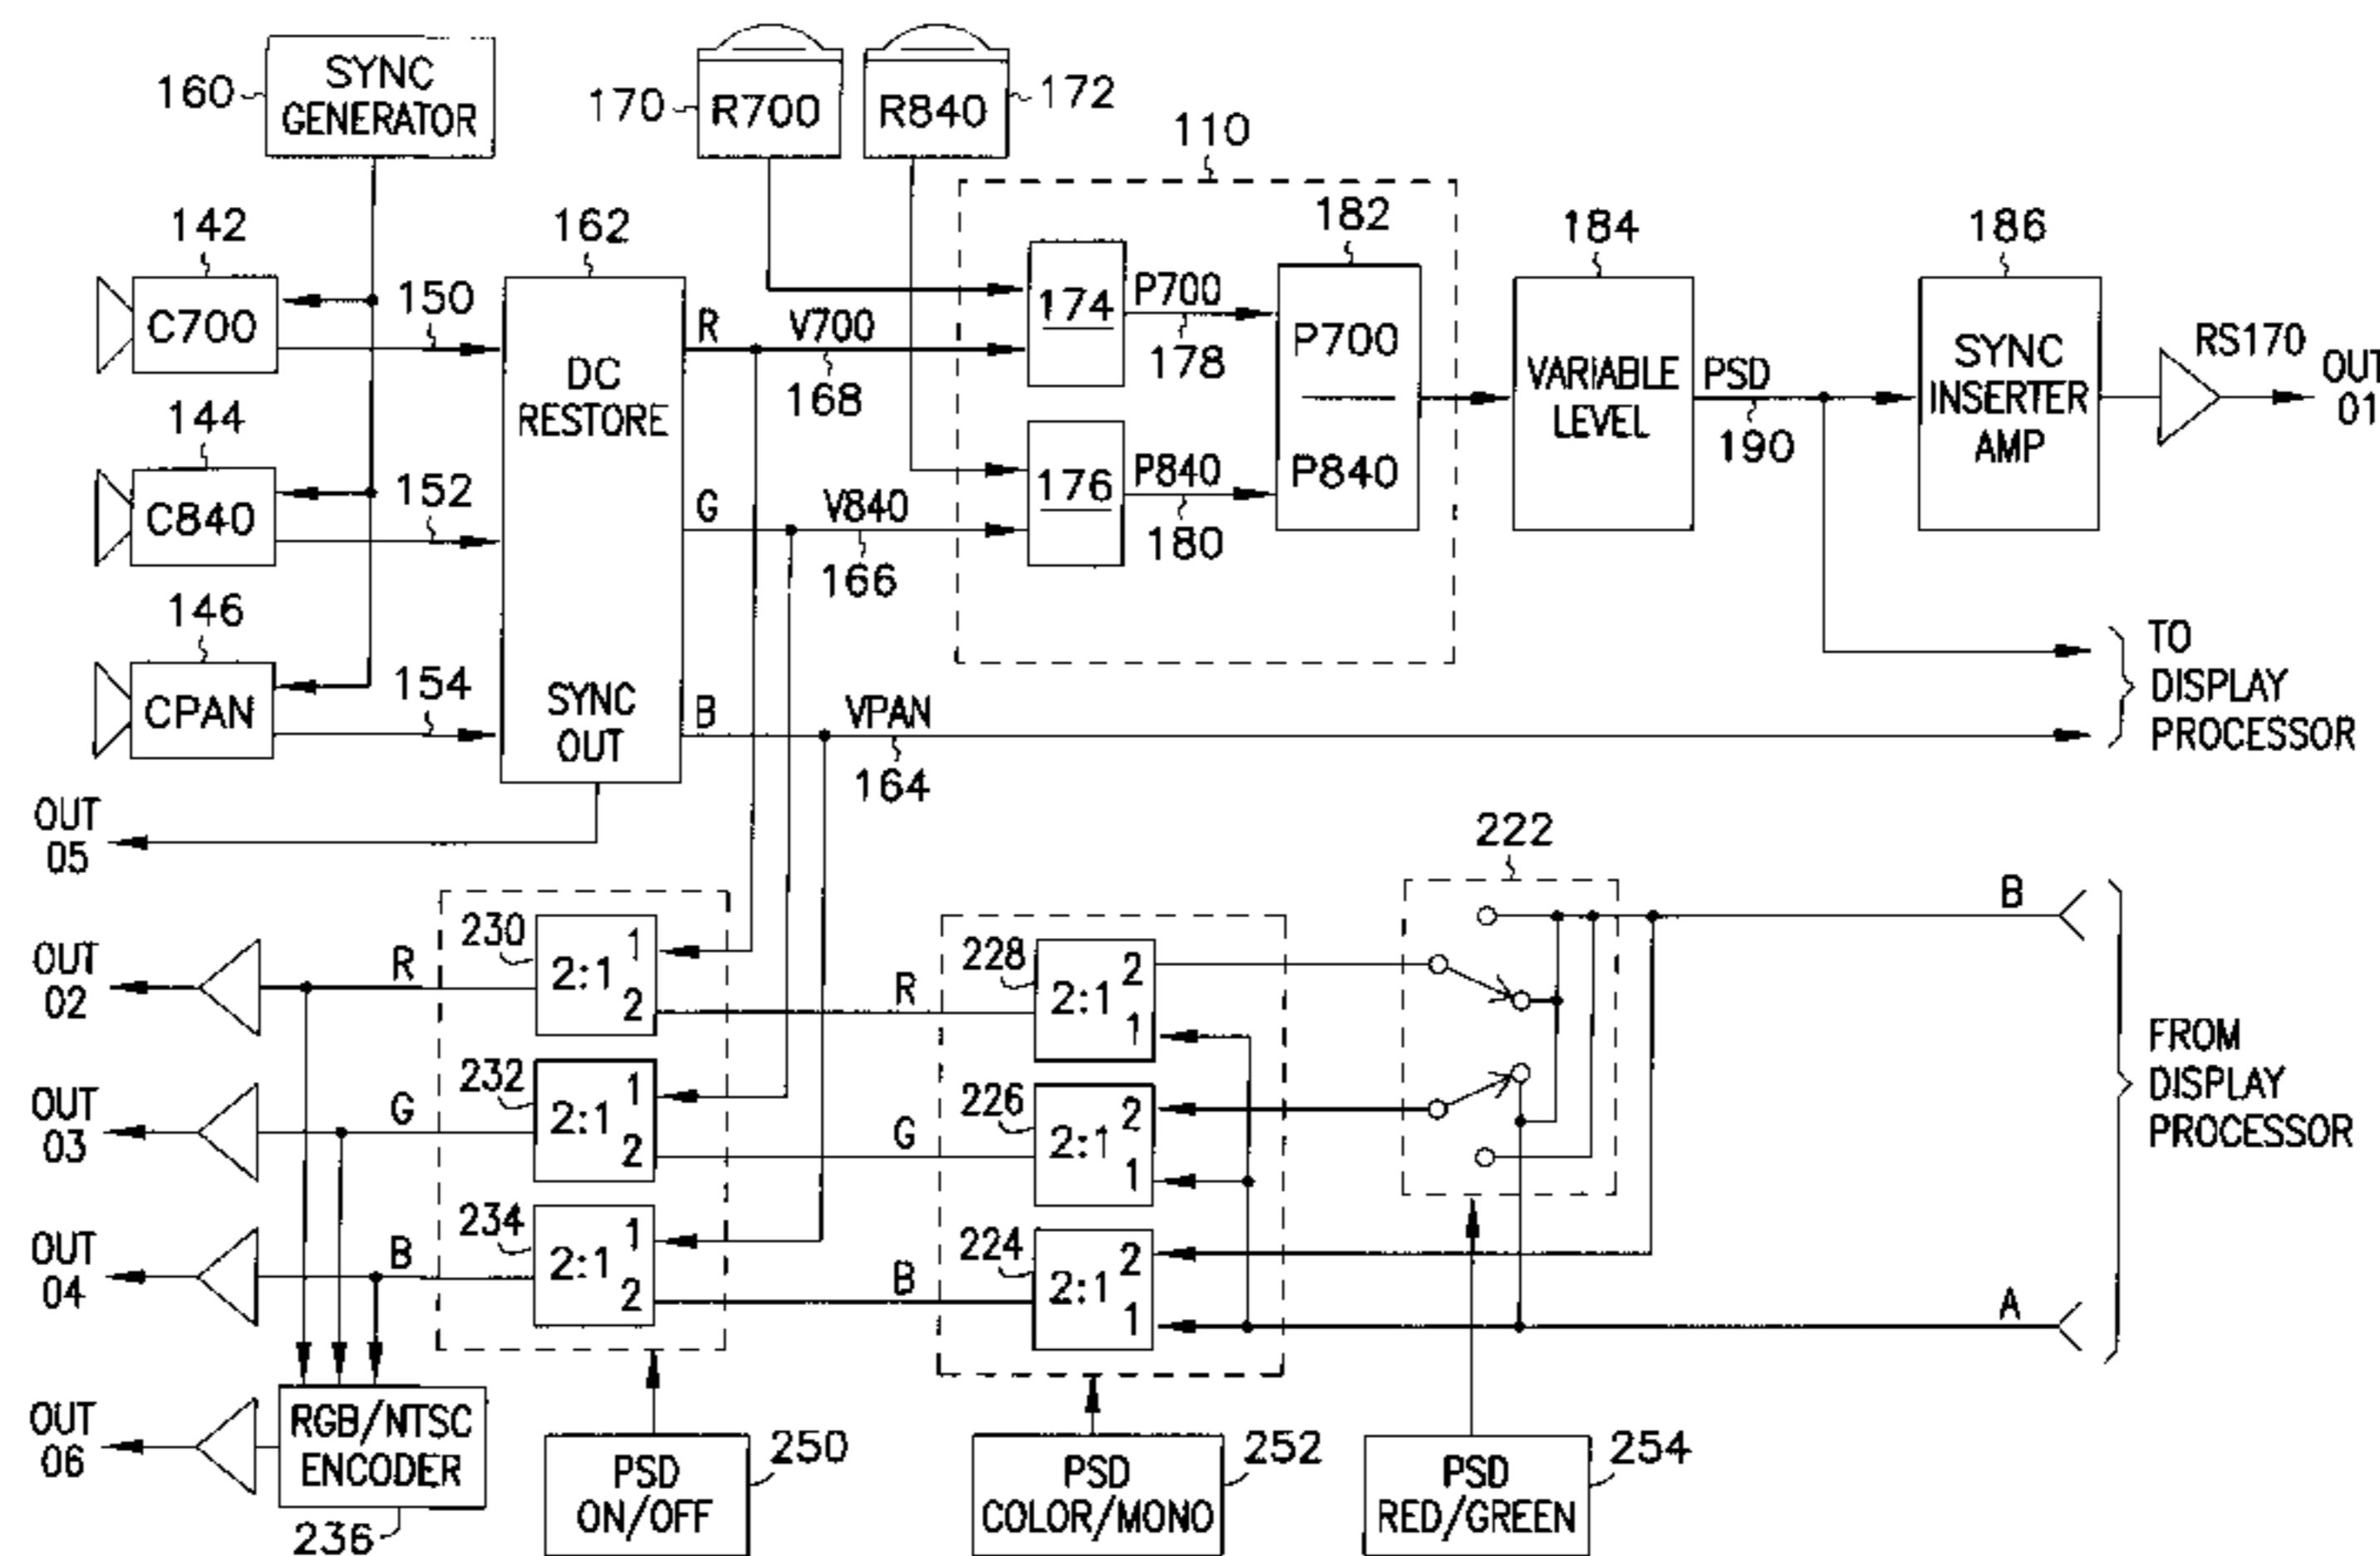 SYNC
GENERATOR
160
170
R700
R840
172
110
142
C700
150
144
C840
152
146
CPAN
154
162
DC
RESTORE
SYNC
OUT
R
V700
168
G
V840
166
B
VPAN
164
174
P700
178
176
P840
180
182
P700
P840
184
VARIABLE
LEVEL
PSD
190
186
SYNC
INSERTER
AMP
RS170
OUT
01
TO
DISPLAY
PROCESSOR
OUT
05
OUT
02
R
230
2:1
1
2
R
228
2:1
2
1
222
B
OUT
03
G
232
2:1
1
2
G
226
2:1
2
1
FROM
DISPLAY
PROCESSOR
OUT
04
B
234
2:1
1
2
B
224
2:1
2
1
A
OUT
06
RGB/NTSC
ENCODER
236
PSD
ON/OFF
250
PSD
COLOR/MONO
252
PSD
RED/GREEN
254